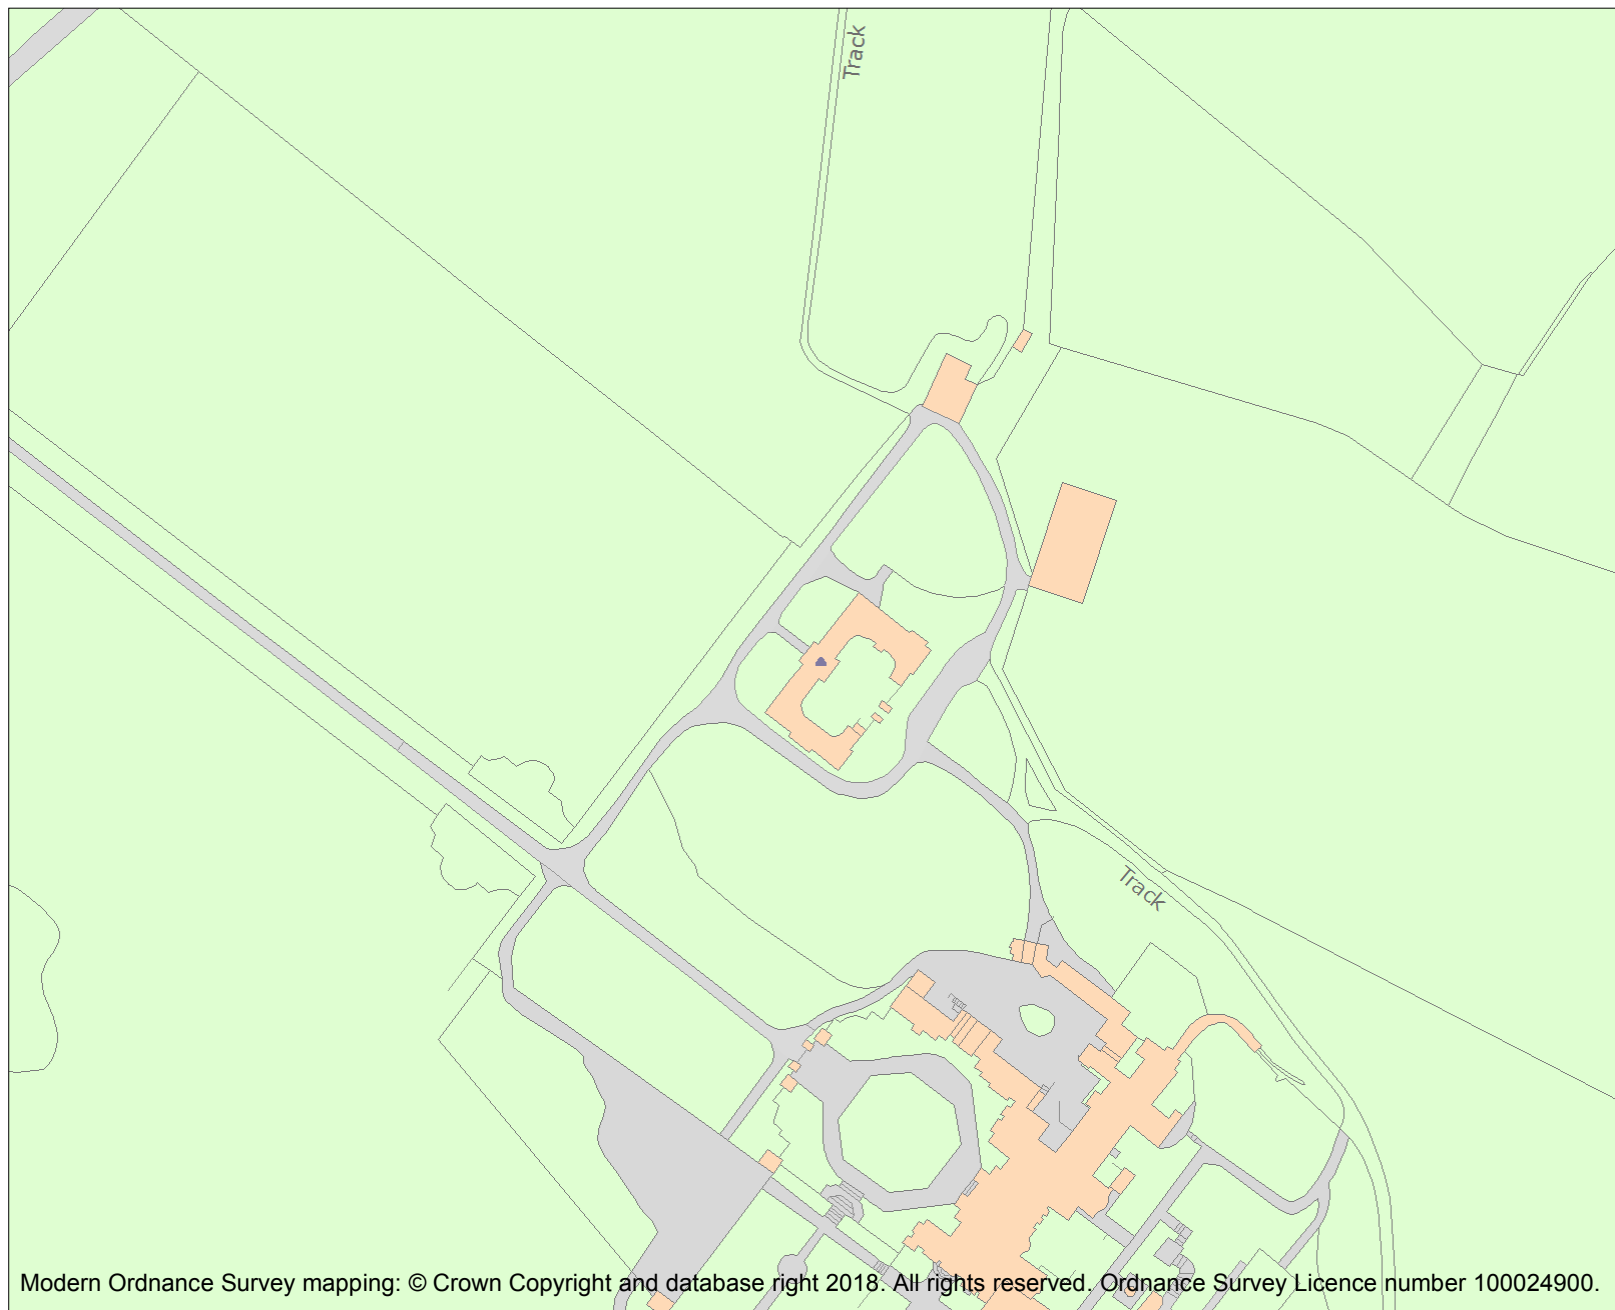 Track
Track
Modern Ordnance Survey mapping: © Crown Copyright and database right 2018. All rights reserved. Ordnance Survey Licence number 100024900.